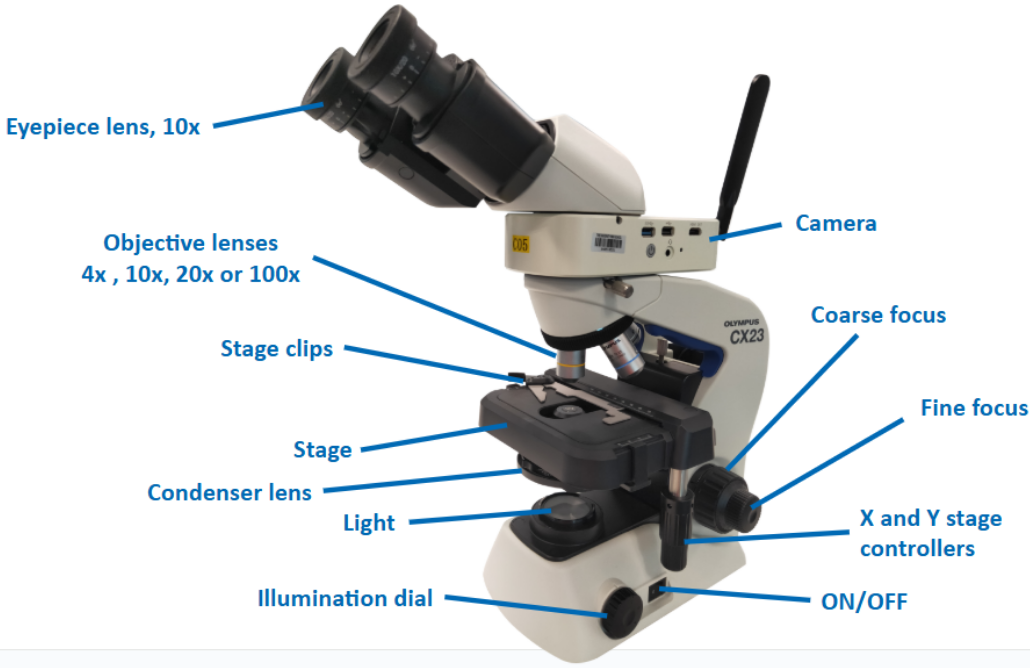 Eyepiece lens, 10x
Camera
Objective lenses
4x , 10x, 20x or 100x
C05
Coarse focus
OLYMPUS
CX23
Stage clips
Fine focus
Stage
Condenser lens
Light
X and Y stage
controllers
Illumination dial
ON/OFF